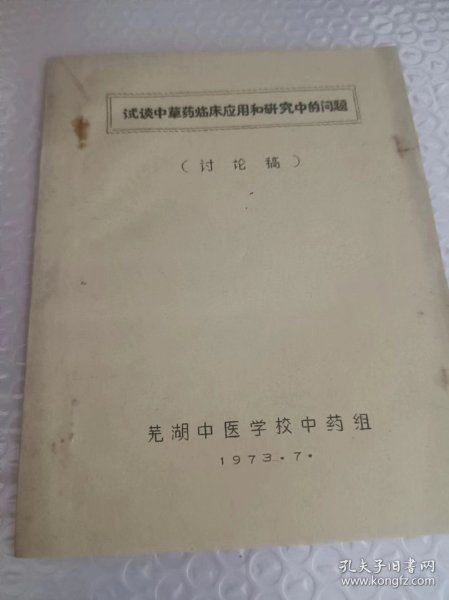 试谈中草药临床应用和研究中的问题
（讨论稿）
芜湖中医学校中药组
1973.7.
孔夫子旧书网
www.kongfz.com